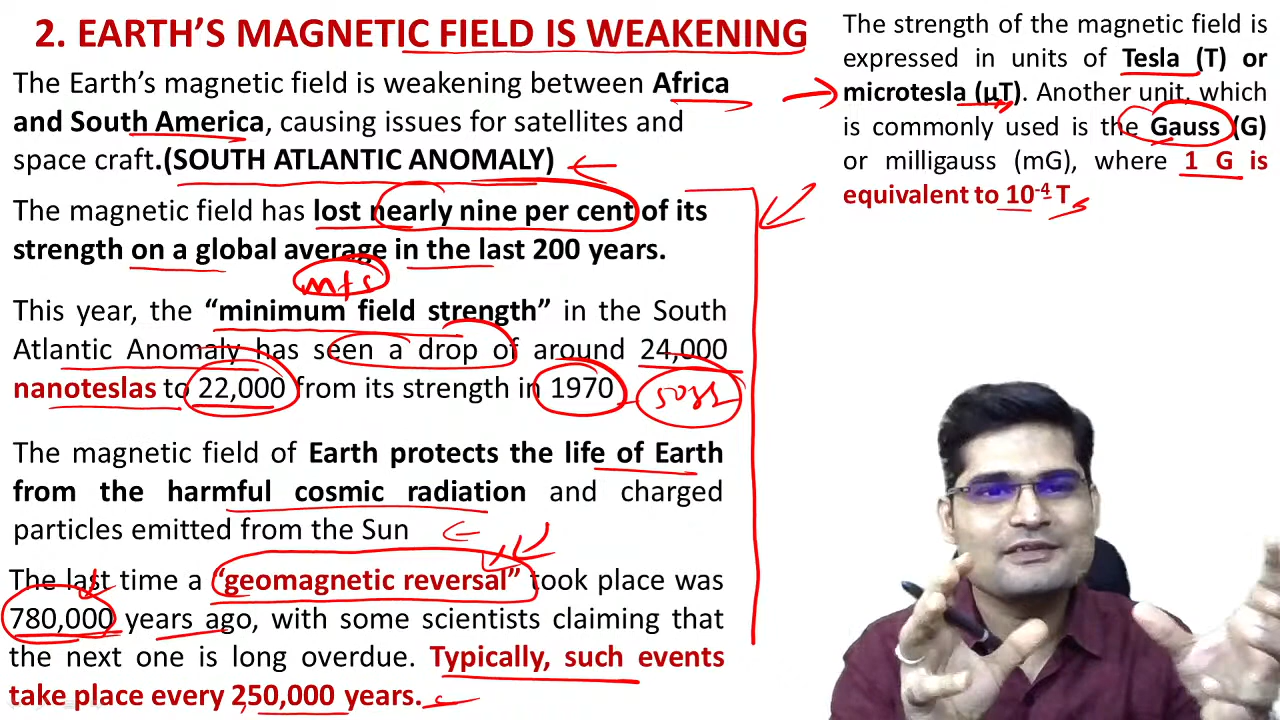 2. EARTH'S MAGNETIC FIELD IS WEAKENING
The Earth's magnetic field is weakening between Africa
and South America, causing issues for satellites and
space craft.(SOUTH ATLANTIC ANOMALY)
The magnetic field has lost nearly nine per cent of its
strength on a global average in the last 200 years.
mfs
This year, the “minimum field strength” in the South
Atlantic Anomaly has seen a drop of around 24,000
nanoteslas to 22,000 from its strength in 1970
The magnetic field of Earth protects the life of Earth
from the harmful cosmic radiation and charged
particles emitted from the Sun
The last time a “geomagnetic reversal” took place was
780,000 years ago, with some scientists claiming that
the next one is long overdue. Typically, such events
take place every 250,000 years.
The strength of the magnetic field is
expressed in units of Tesla (T) or
microtesla (μT). Another unit, which
is commonly used is the Gauss (G)
or milligauss (mG), where 1 G is
equivalent to 10⁻⁴ T